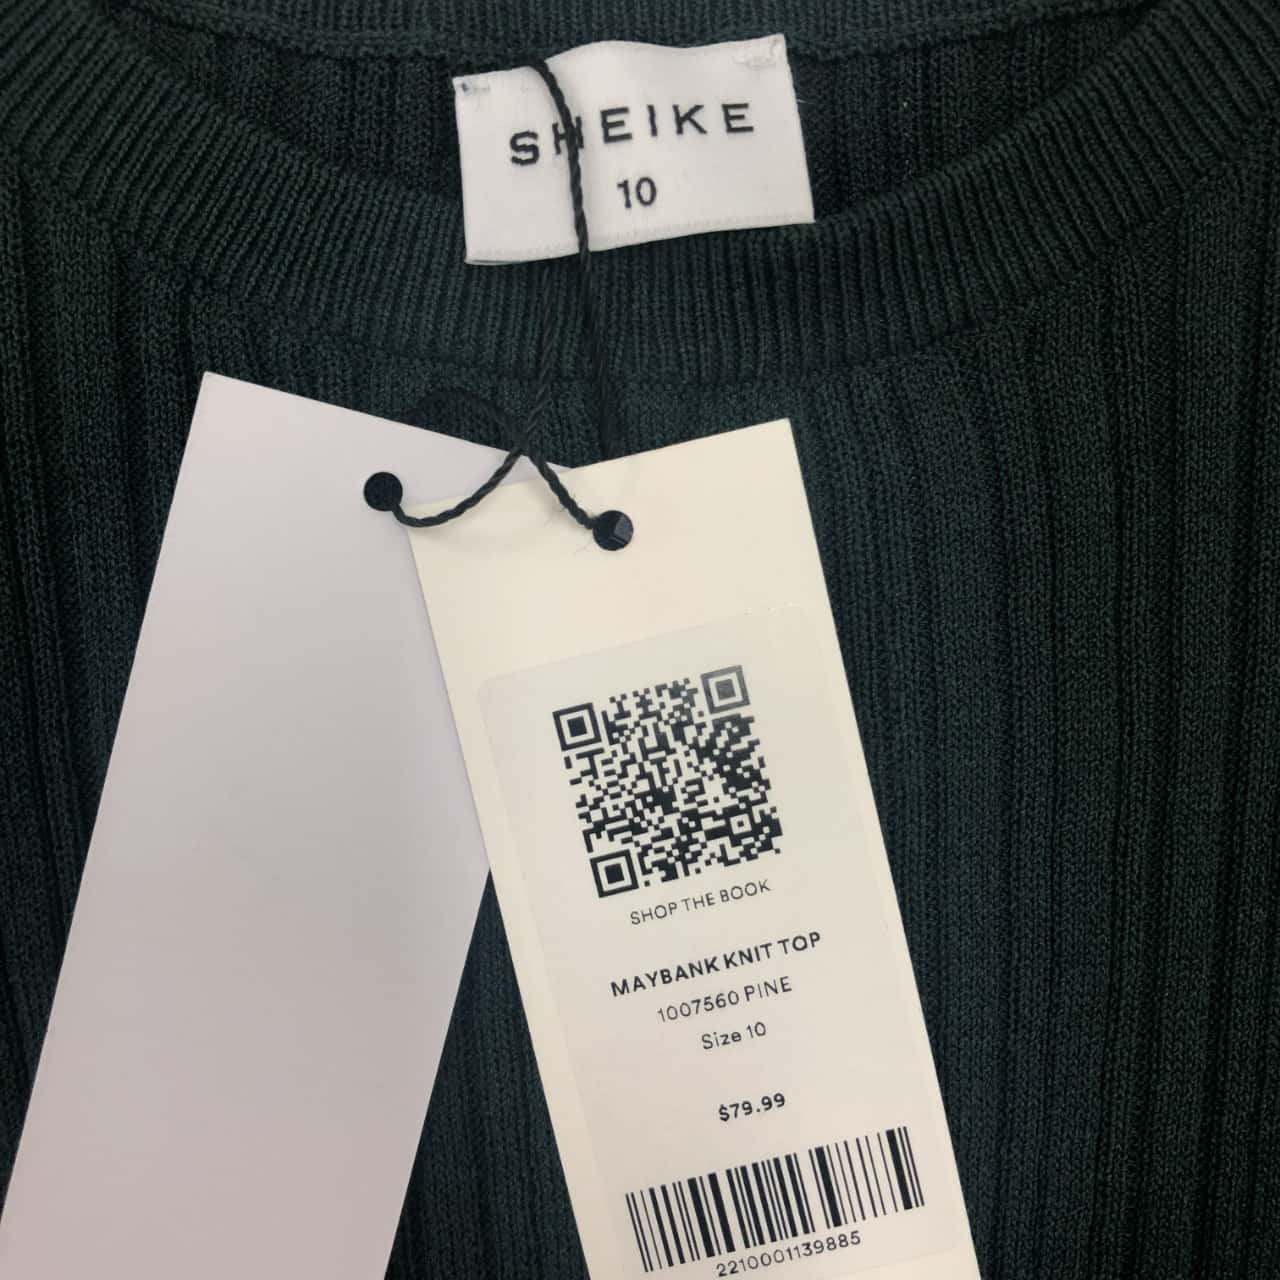 SHEIKE
10
SHOP THE BOOK
MAYBANK KNIT TOP
1007560 PINE
Size 10
$79.99
2210001139885